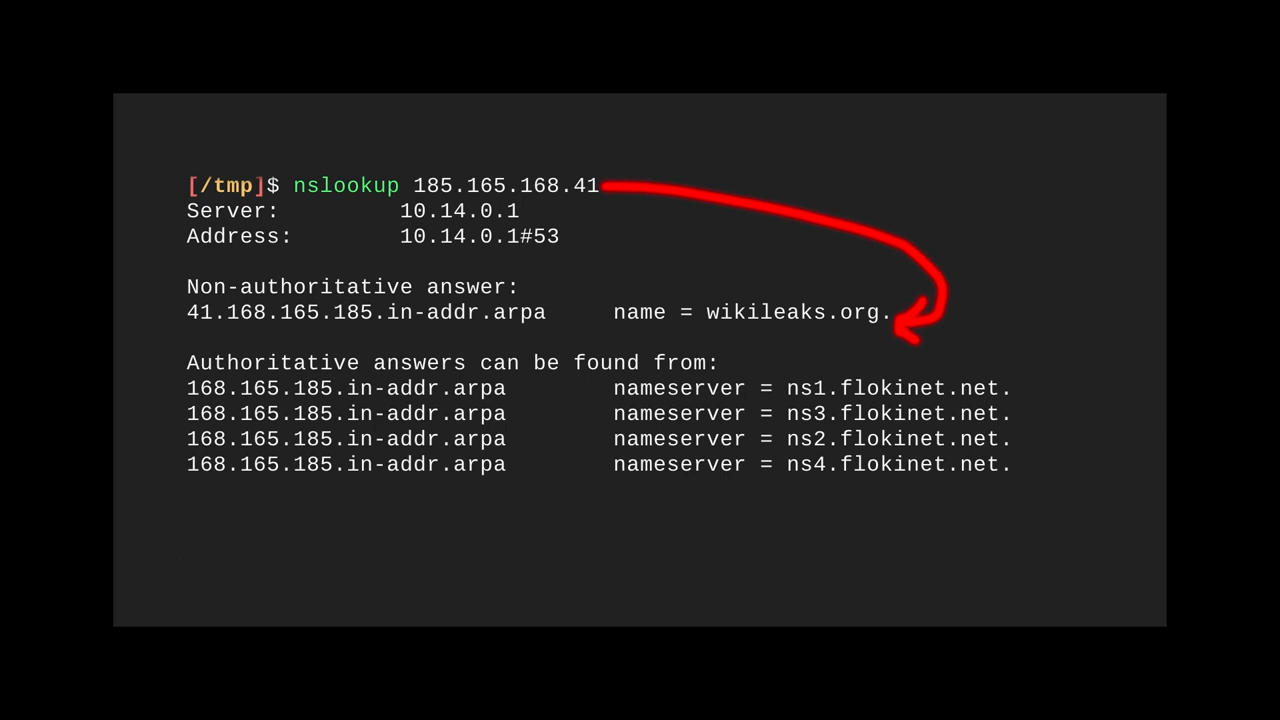 [/tmp]$ nslookup 185.165.168.41
Server: 10.14.0.1
Address: 10.14.0.1#53
Non-authoritative answer:
41.168.165.185.in-addr.arpa name = wikileaks.org.
Authoritative answers can be found from:
168.165.185.in-addr.arpa nameserver = ns1.flokinet.net.
168.165.185.in-addr.arpa nameserver = ns3.flokinet.net.
168.165.185.in-addr.arpa nameserver = ns2.flokinet.net.
168.165.185.in-addr.arpa nameserver = ns4.flokinet.net.